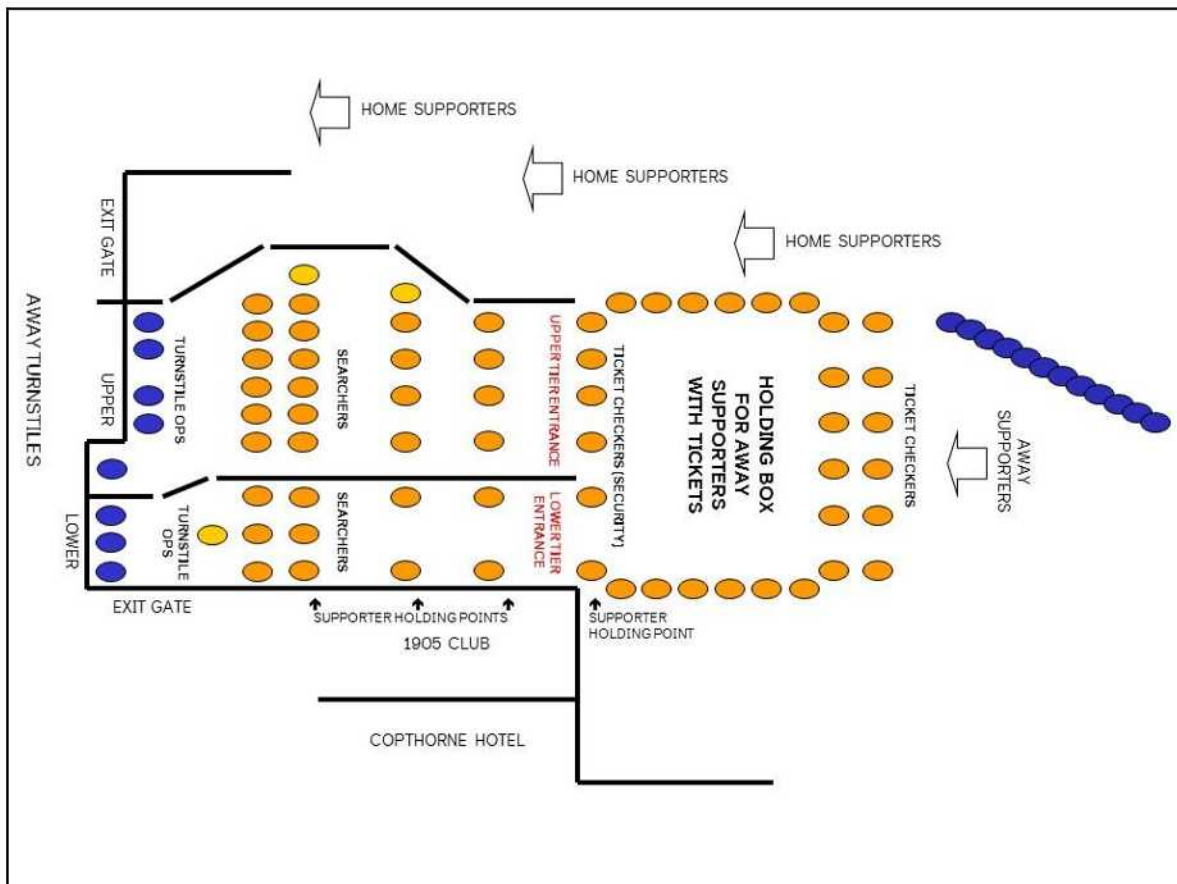 HOME SUPPORTERS
HOME SUPPORTERS
HOME SUPPORTERS
EXIT GATE
AWAY TURNSTILES
UPPER
TURNSTILE OPS
SEARCHERS
UPPER TIER ENTRANCE
TICKET CHECKERS (SECURITY)
HOLDING BOX
FOR AWAY
SUPPORTERS
WITH TICKETS
TICKET CHECKERS
AWAY
SUPPORTERS
LOWER
TURNSTILE
OPS
SEARCHERS
LOWER TIER
ENTRANCE
EXIT GATE
SUPPORTER HOLDING POINTS
SUPPORTER
HOLDING POINT
1905 CLUB
COPTHORNE HOTEL